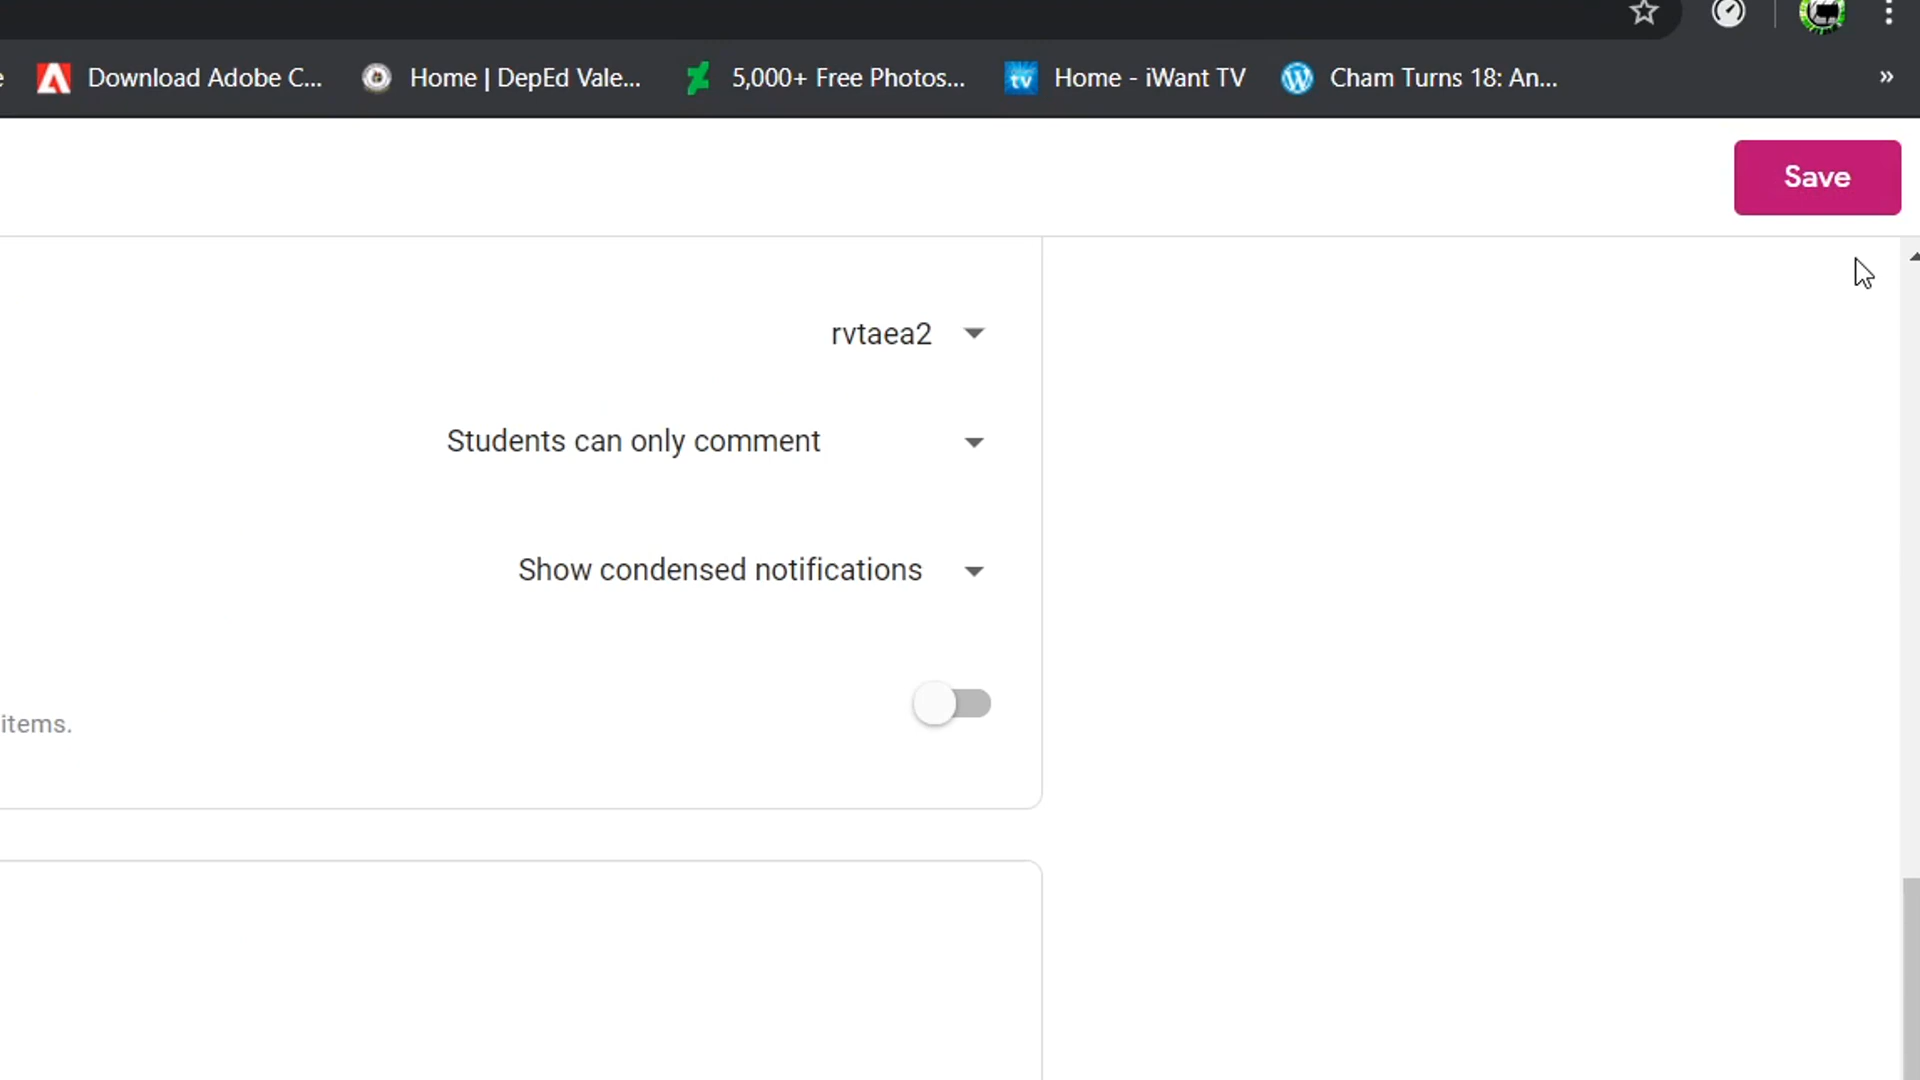 Download Adobe C...
Home | DepEd Vale...
5,000+ Free Photos...
tv
Home - iWant TV
Cham Turns 18: An...
»
Save
rvtaea2
Students can only comment
Show condensed notifications
items.